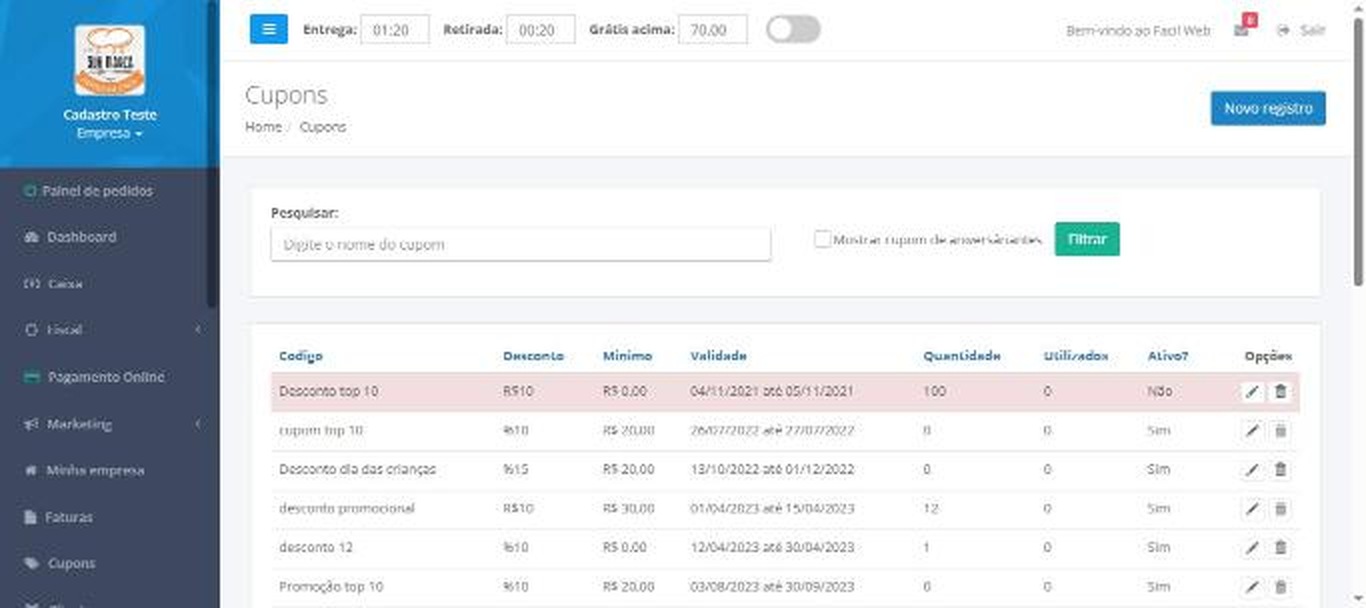 SUA MARCA
Cadastro Teste
Empresa
Painel de pedidos
Dashboard
Caixa
Fiscal
Pagamento Online
Marketing
Minha empresa
Faturas
Cupons
Entrega: 01:20 Retirada: 00:20 Grátis acima: 70.00
Bem-vindo ao Facil Web Sair
Cupons
Home / Cupons
Novo registro
Pesquisar:
Digite o nome do cupom
Mostrar cupom de aniversáriantes Filtrar
Codigo Desconto Minimo Validade Quantidade Utilizados Ativo? Opções
Desconto top 10 R$10 R$ 0,00 04/11/2021 até 05/11/2021 100 0 Não
cupom top 10 %10 R$ 20,00 26/07/2022 até 27/07/2022 0 0 Sim
Desconto dia das crianças %15 R$ 20,00 13/10/2022 até 01/12/2022 0 0 Sim
desconto promocional R$10 R$ 30,00 01/04/2023 até 15/04/2023 12 0 Sim
desconto 12 %10 R$ 0,00 12/04/2023 até 30/04/2023 1 0 Sim
Promoção top 10 %10 R$ 20,00 03/08/2023 até 30/09/2023 0 Sim